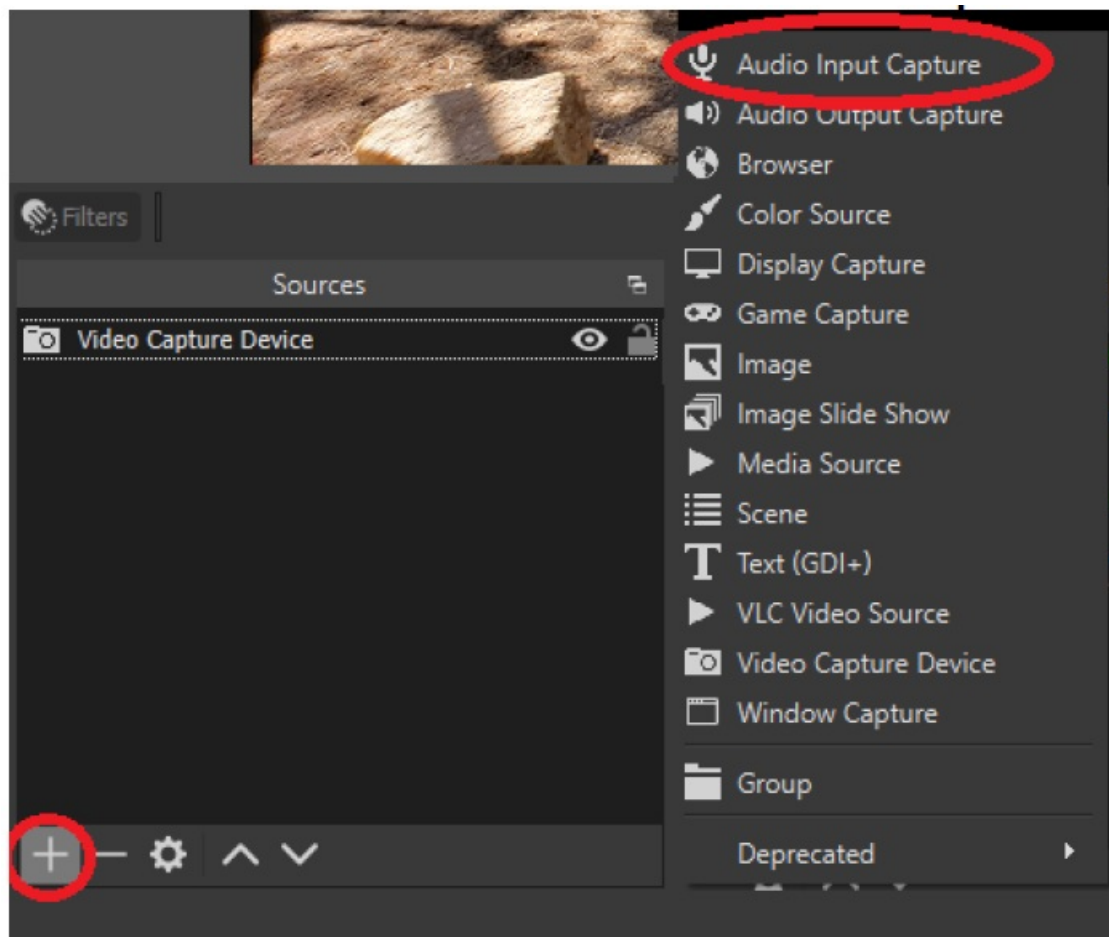 Filters
Sources
Video Capture Device
Audio Input Capture
Audio Output Capture
Browser
Color Source
Display Capture
Game Capture
Image
Image Slide Show
Media Source
Scene
Text (GDI+)
VLC Video Source
Video Capture Device
Window Capture
Group
Deprecated